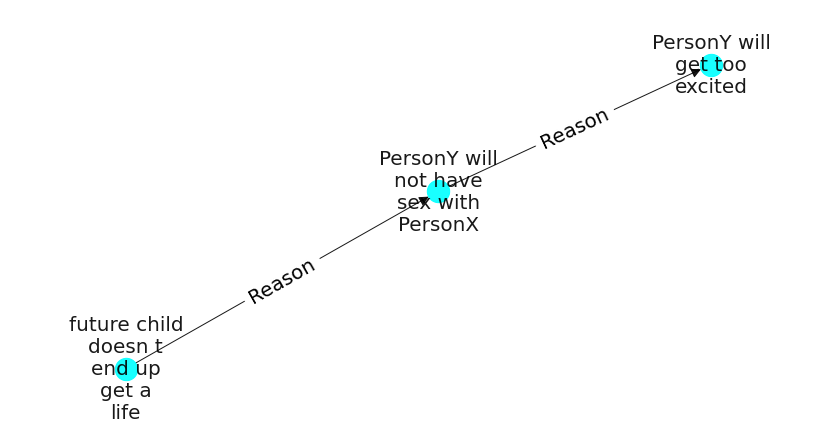 PersonY will
get too
excited
Reason
PersonY will
not have
sex with
PersonX
Reason
future child
doesn t
end up
get a
life